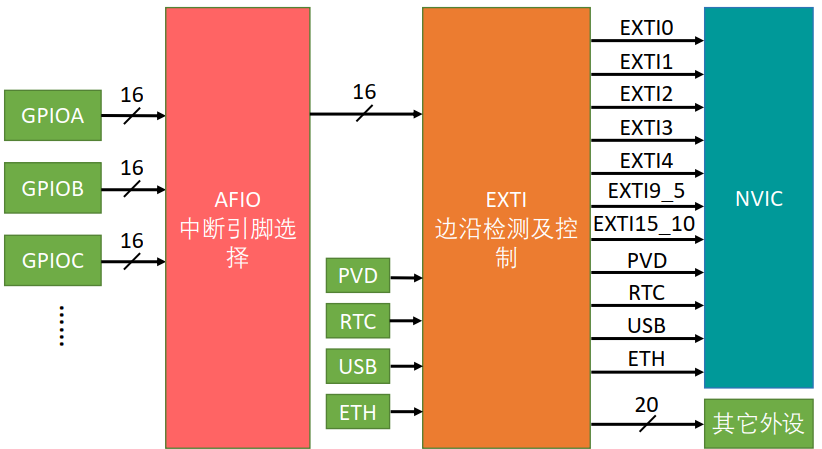 16
GPIOA
16
GPIOB
16
GPIOC
AFIO
中断引脚选
择
16
PVD
RTC
USB
ETH
EXTI
边沿检测及控
制
EXTI0
EXTI1
EXTI2
EXTI3
EXTI4
EXTI9_5
EXTI15_10
PVD
RTC
USB
ETH
20
NVIC
其它外设